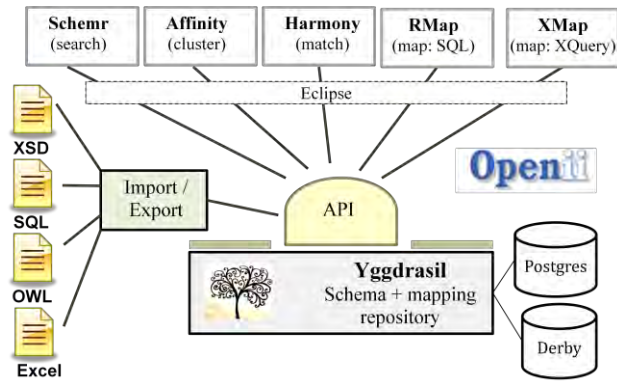 Schemr
(search)
Affinity
(cluster)
Harmony
(match)
RMap
(map: SQL)
XMap
(map: XQuery)
Eclipse
XSD
SQL
OWL
Excel
Import /
Export
API
Openii
Yggdrasil
Schema + mapping
repository
Postgres
Derby